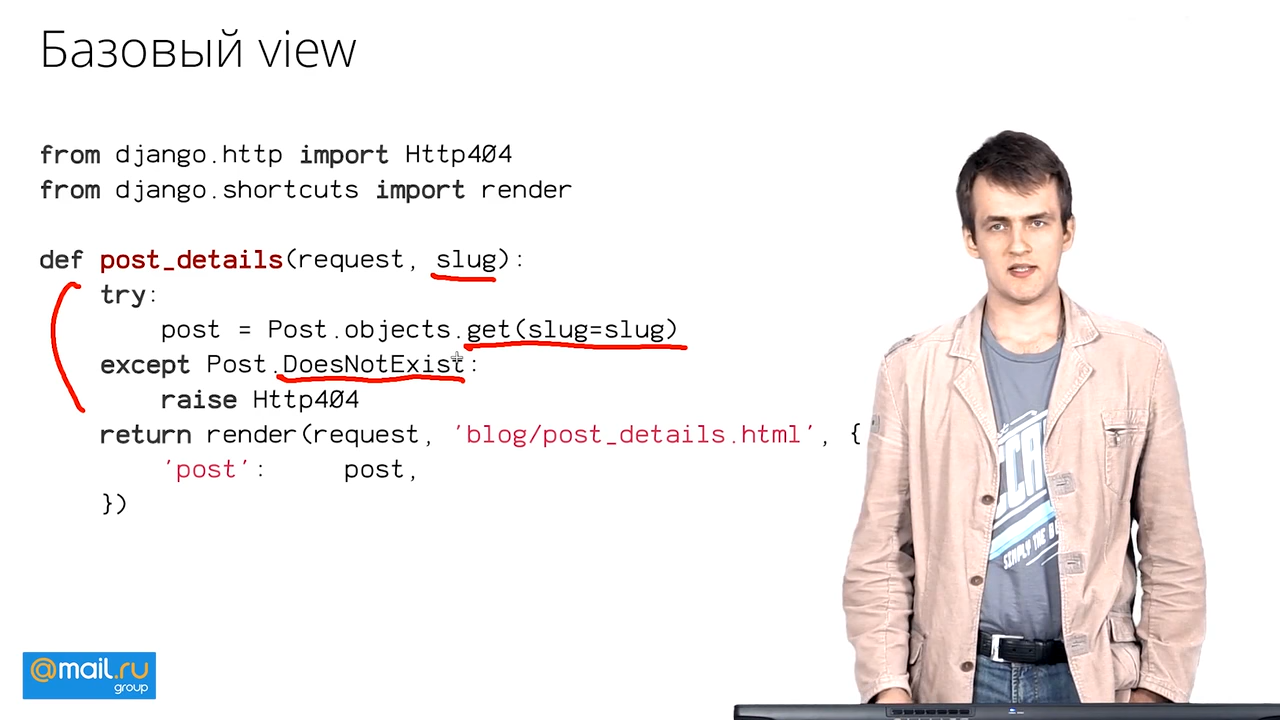 Базовый view
from django.http import Http404
from django.shortcuts import render
def post_details(request, slug):
try:
post = Post.objects.get(slug=slug)
except Post.DoesNotExist:
raise Http404
return render(request, 'blog/post_details.html', {
'post': post,
})
@mail.ru
group
SIMPLY THE